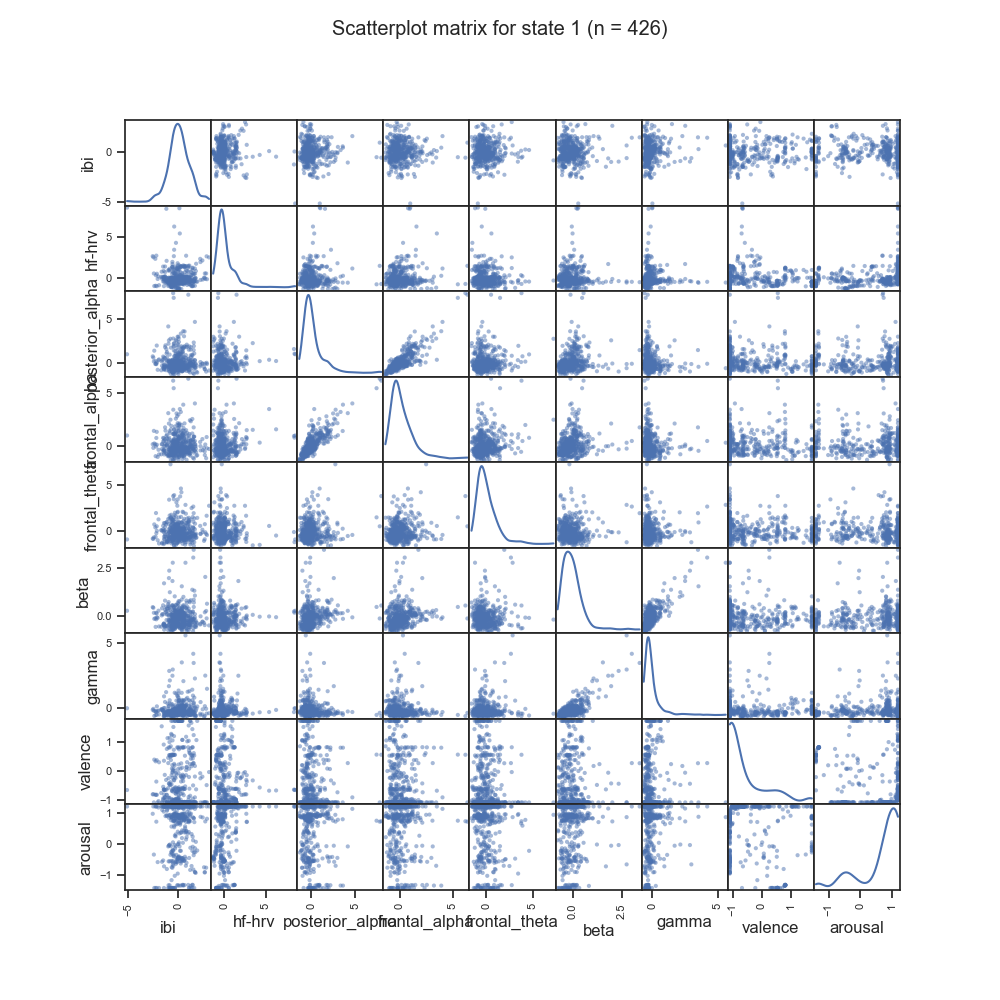 Scatterplot matrix for state 1 (n = 426)
ibi
0
-5
hf-hrv
5
0
posterior_alpha
5
0
frontal_alpha
5
0
frontal_theta
5
0
beta
2.5
0.0
gamma
5
0
valence
1
0
−1
arousal
1
0
−1
-5 0 0 5 0 5 0 5 0 5 0.0 2.5 0 5 −1 0 1 −1 0 1
ibi hf-hrv posterior_alpha frontal_alpha frontal_theta beta gamma valence arousal